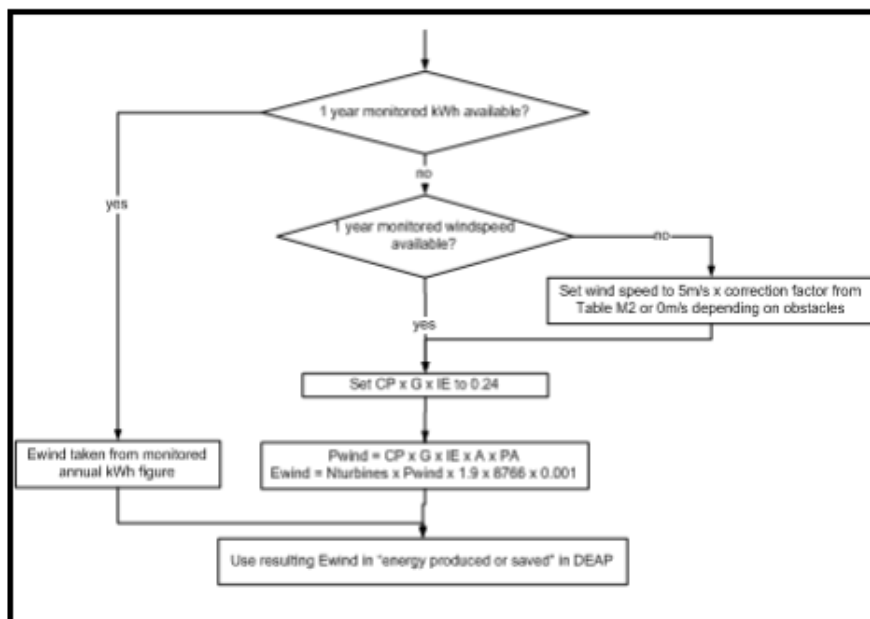 1 year monitored kWh available?
no
yes
1 year monitored windspeed
available?
no
Set wind speed to 5m/s x correction factor from
Table M2 or 0m/s depending on obstacles
yes
Set CP x G x IE to 0.24
Ewind taken from monitored
annual kWh figure
Pwind = CP x G x IE x A x PA
Ewind = Nturbines x Pwind x 1.9 x 8766 x 0.001
Use resulting Ewind in "energy produced or saved" in DEAP